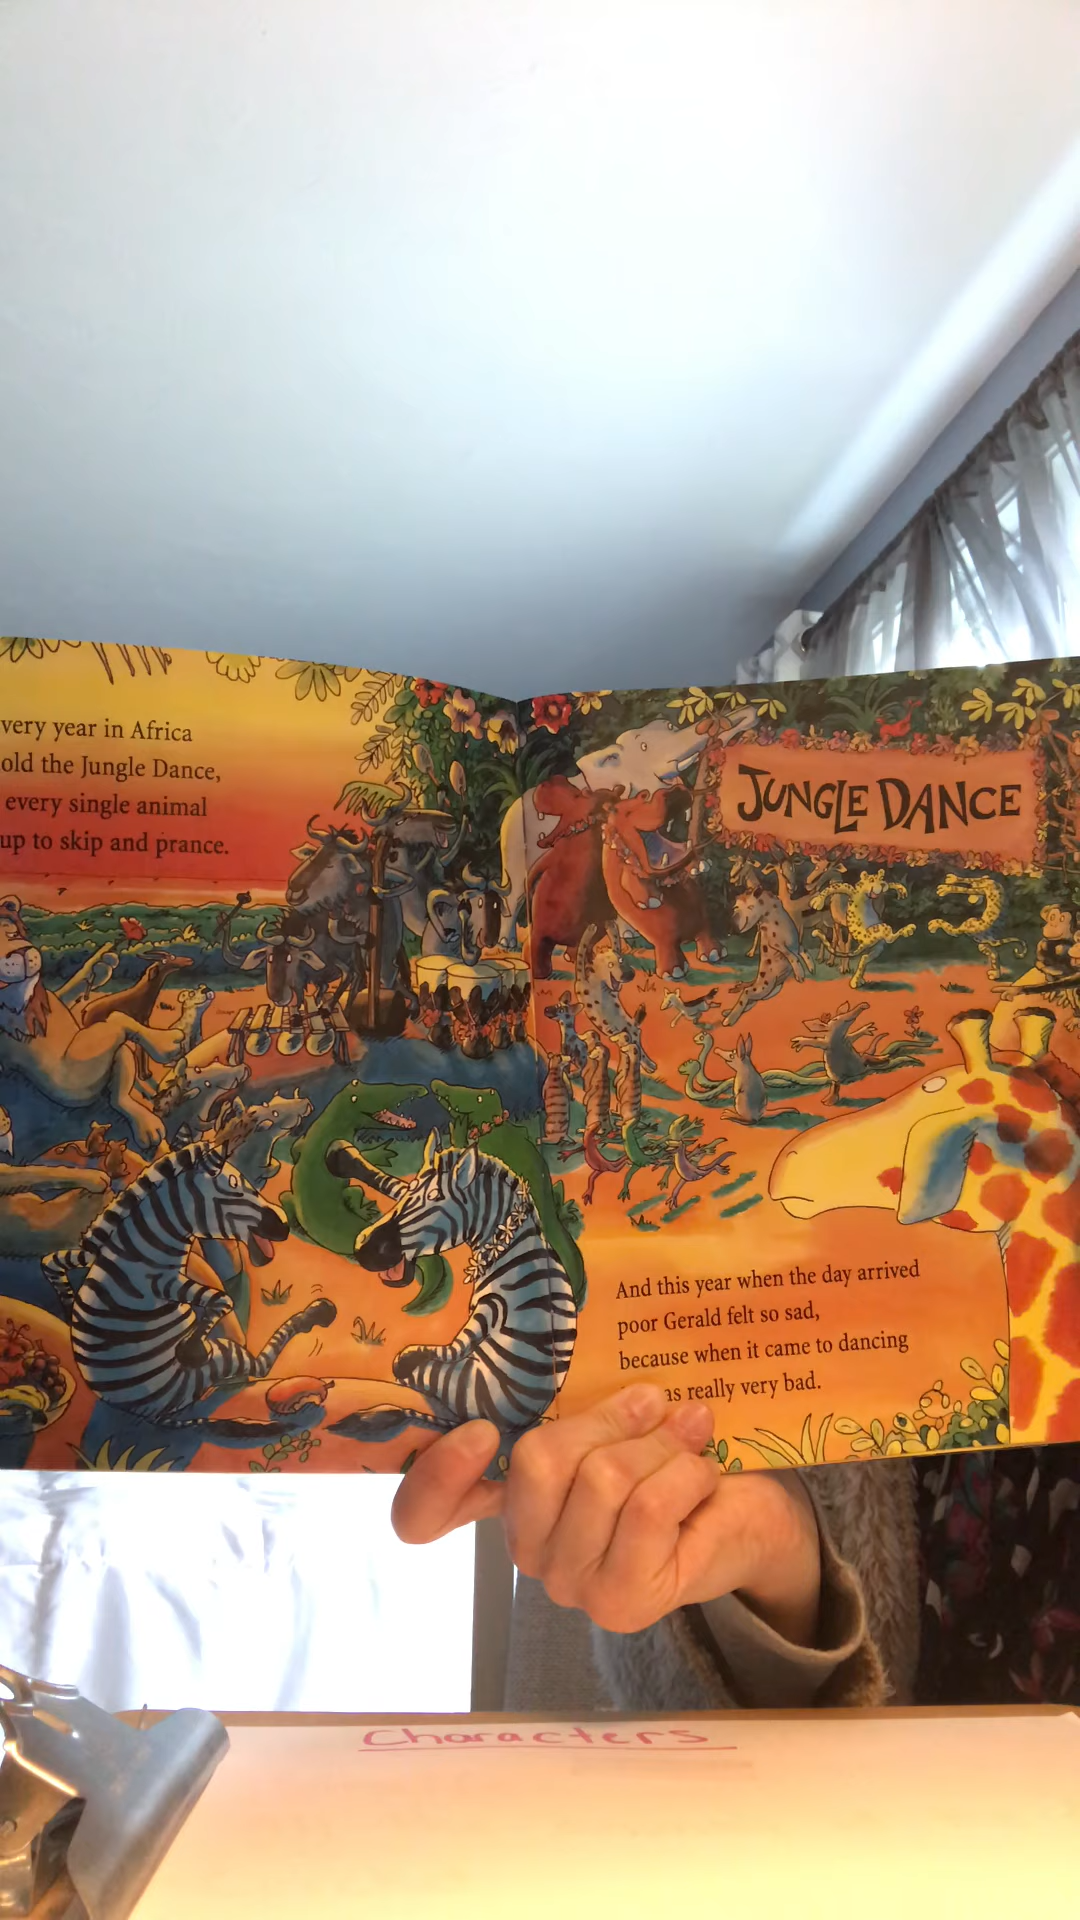 very year in Africa
old the Jungle Dance,
every single animal
up to skip and prance.
JUNGLE DANCE
And this year when the day arrived
poor Gerald felt so sad,
because when it came to dancing
as really very bad.
Characters